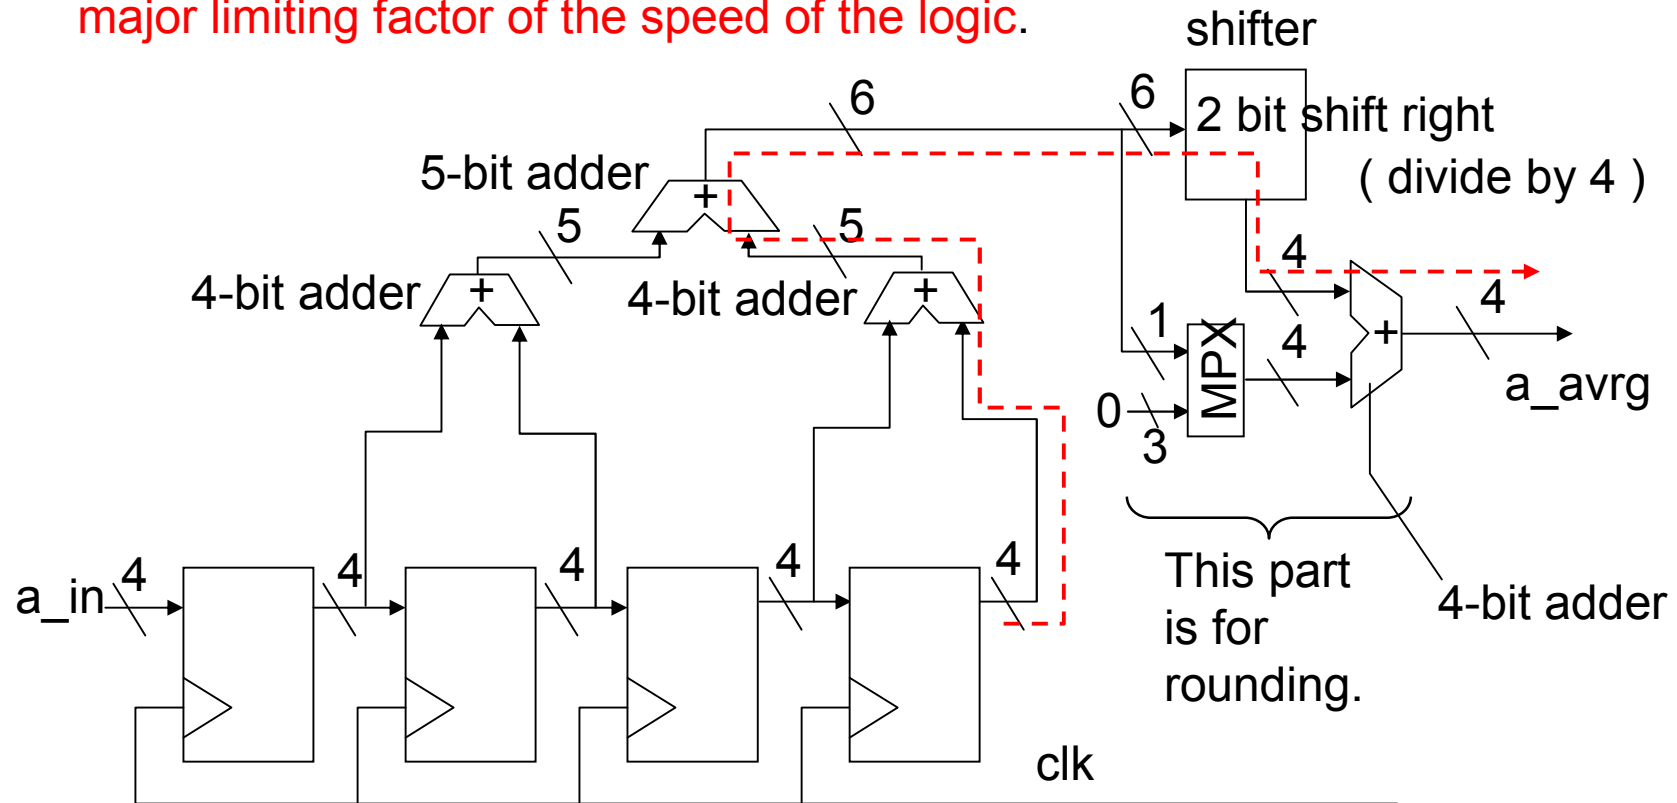 major limiting factor of the speed of the logic.
shifter
6
6
2 bit shift right
( divide by 4 )
5-bit adder
+
5
5
4-bit adder
+
4-bit adder
+
4
4
1
MPX
4
+
4
a_avrg
0
3
a_in
4
4
4
4
4
This part
is for
rounding.
4-bit adder
clk